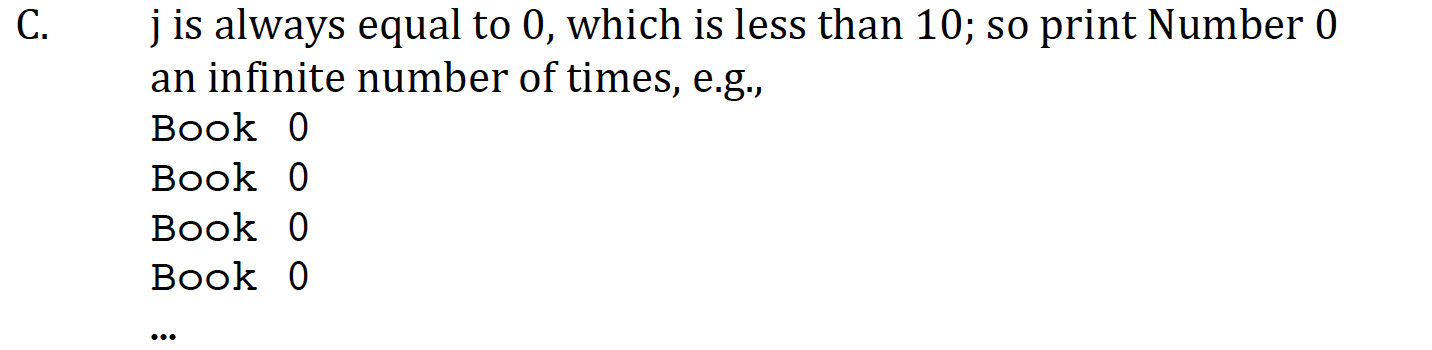 C. j is always equal to 0, which is less than 10; so print Number 0
an infinite number of times, e.g.,
Book 0
Book 0
Book 0
Book 0
...